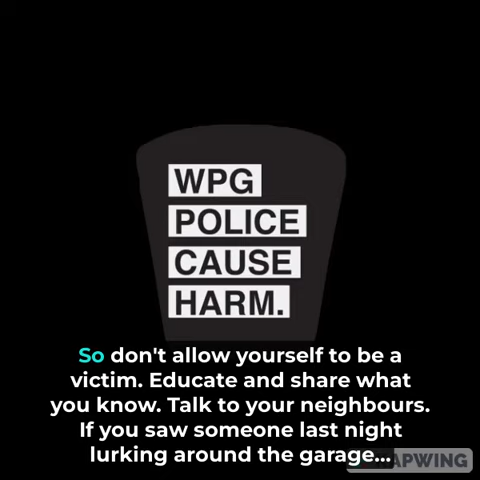 WPG
POLICE
CAUSE
HARM.
So don't allow yourself to be a
victim. Educate and share what
you know. Talk to your neighbours.
If you saw someone last night
lurking around the garage...
APWING